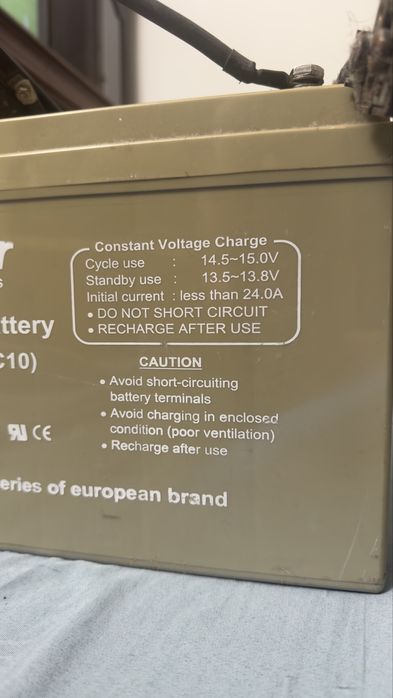 Constant Voltage Charge
Cycle use : 14.5~15.0V
Standby use : 13.5~13.8V
Initial current : less than 24.0A
• DO NOT SHORT CIRCUIT
• RECHARGE AFTER USE
ttery
C10)
CAUTION
• Avoid short-circuiting
battery terminals
• Avoid charging in enclosed
condition (poor ventilation)
• Recharge after use
CE
eries of european brand